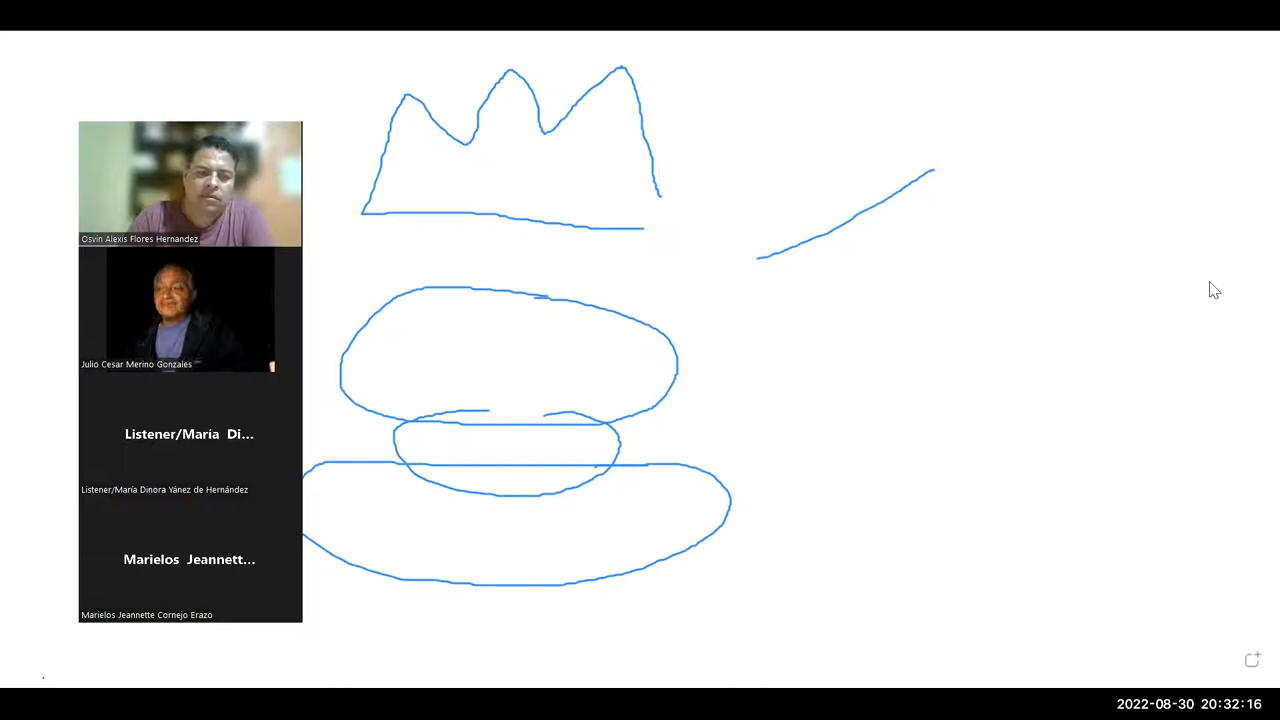 Osvin Alexis Flores Hernandez
Julio Cesar Merino Gonzales
Listener/María Di...
Listener/María Dinora Yánez de Hernández
Marielos Jeannett...
Marielos Jeannette Cornejo Erazo
2022-08-30 20:32:16